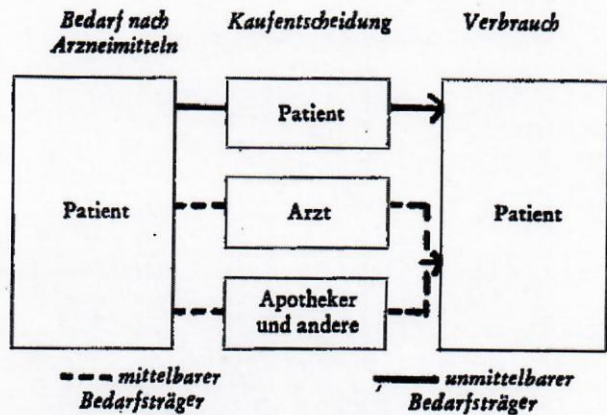 Bedarf nach
Arzneimitteln
Kaufentscheidung
Verbrauch
Patient
Patient
Arzt
Apotheker
und andere
Patient
mittelbarer
Bedarfsträger
unmittelbarer
Bedarfsträger